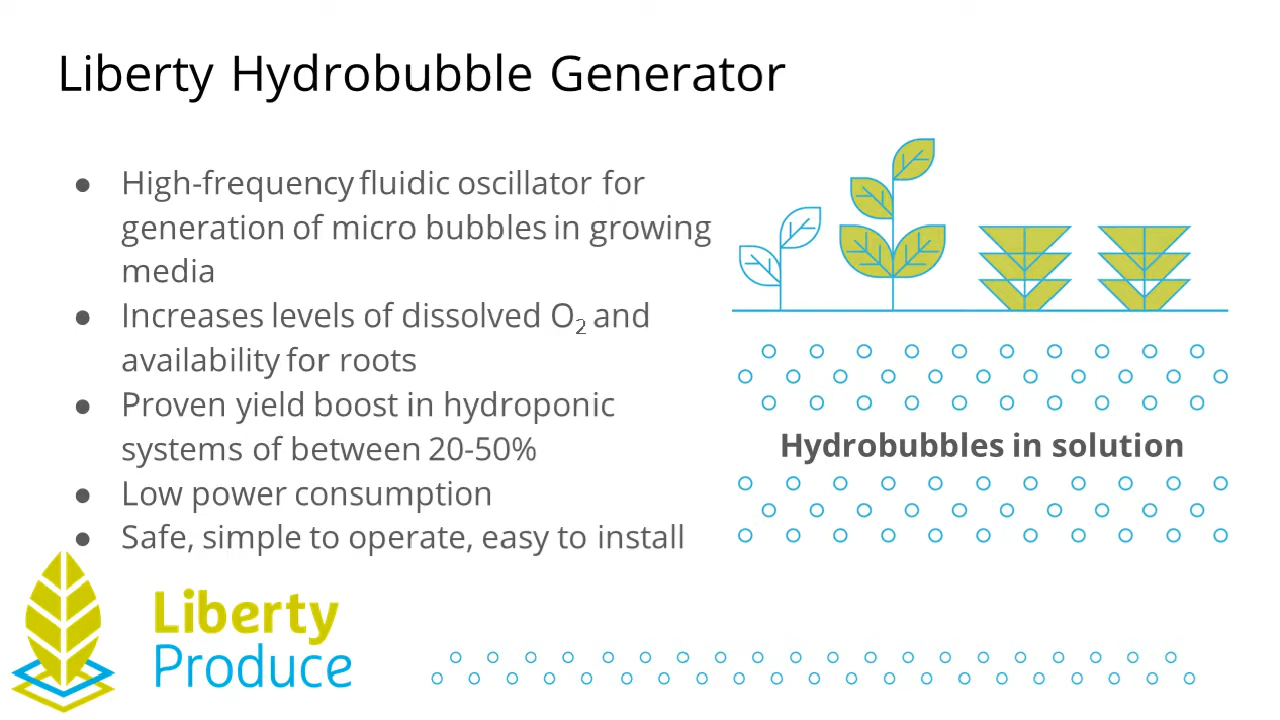 Liberty Hydrobubble Generator
● High-frequency fluidic oscillator for
generation of micro bubbles in growing
media
● Increases levels of dissolved O₂ and
availability for roots
● Proven yield boost in hydroponic
systems of between 20-50%
● Low power consumption
● Safe, simple to operate, easy to install
Hydrobubbles in solution
Liberty
Produce